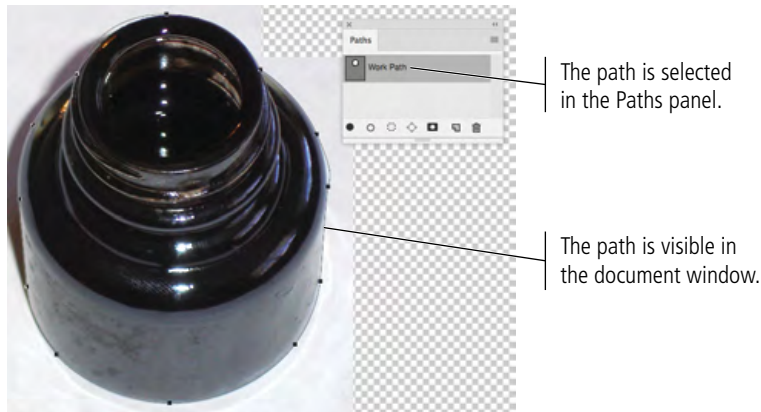 Paths
Work Path
The path is selected
in the Paths panel.
The path is visible in
the document window.